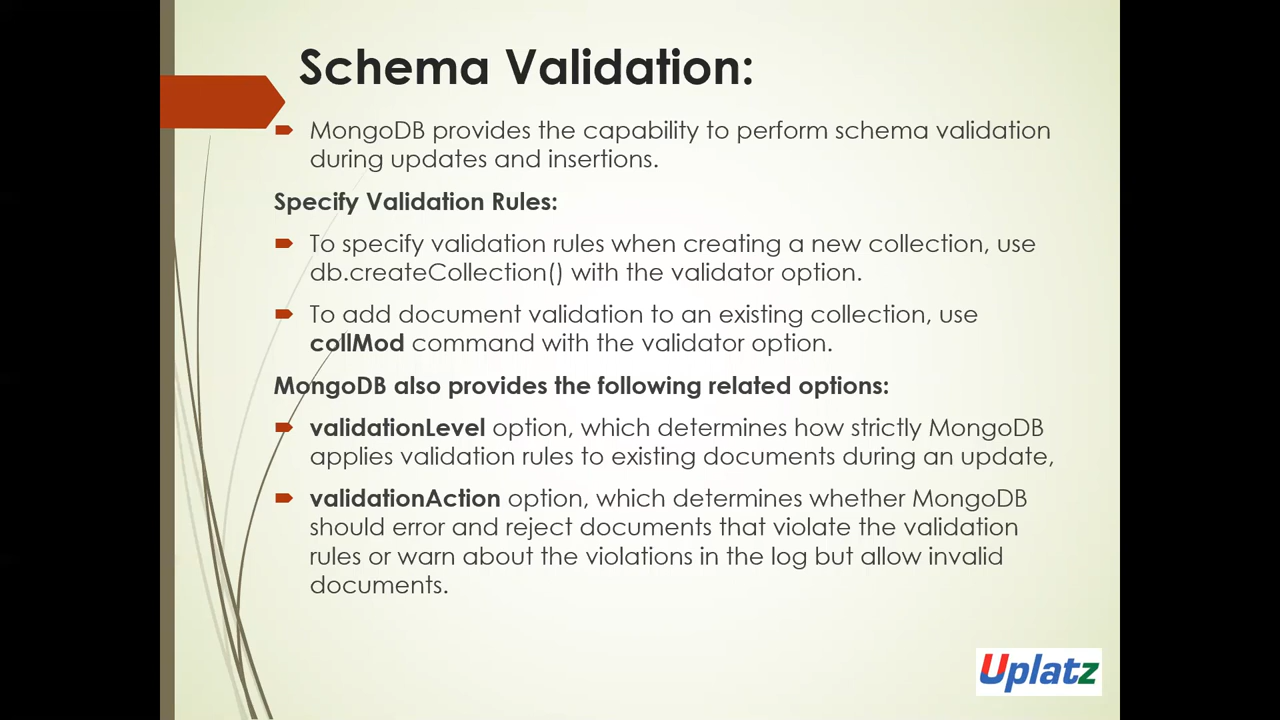 Schema Validation:
MongoDB provides the capability to perform schema validation
during updates and insertions.
Specify Validation Rules:
To specify validation rules when creating a new collection, use
db.createCollection() with the validator option.
To add document validation to an existing collection, use
collMod command with the validator option.
MongoDB also provides the following related options:
validationLevel option, which determines how strictly MongoDB
applies validation rules to existing documents during an update,
validationAction option, which determines whether MongoDB
should error and reject documents that violate the validation
rules or warn about the violations in the log but allow invalid
documents.
Uplatz